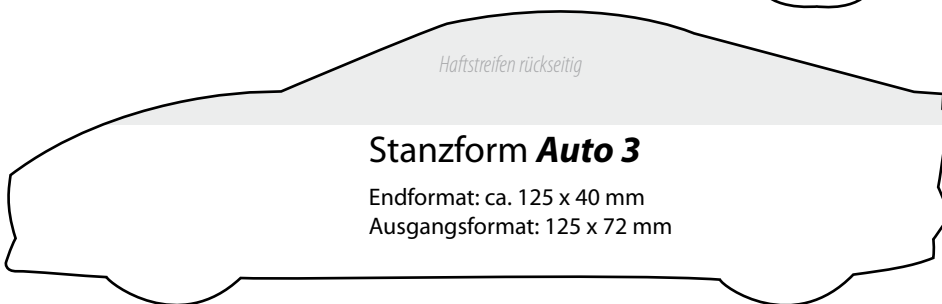 Haftstreifen rückseitig
Stanzform Auto 3
Endformat: ca. 125 x 40 mm
Ausgangsformat: 125 x 72 mm